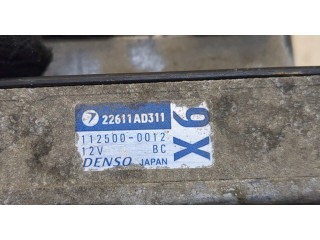 22611AD311
112500-0012
12V BC
DENSO JAPAN
X6